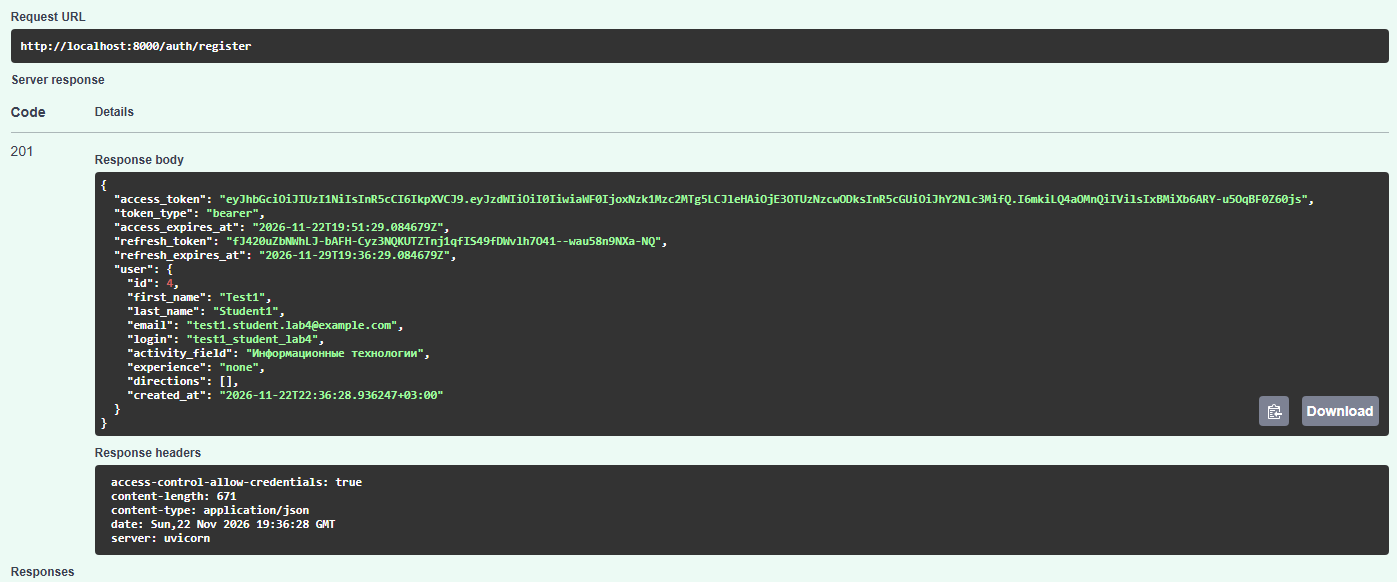 Request URL
http://localhost:8000/auth/register
Server response
Code Details
201
Response body
{
"access_token": "eyJhbGciOiJIUzI1NiIsInR5cCI6IkpXVCJ9.eyJzdWIiOiI0IiwiaWF0IjoxNzk1Mzc2MTg5LCJleHAiOjE3OTUzNzcwODksInR5cGUiOiJhY2Nlc3MifQ.I6mkiLQ4aOMnQiIVilsIxBMiXb6ARY-u5OqBF0Z60js",
"token_type": "bearer",
"access_expires_at": "2026-11-22T19:51:29.084679Z",
"refresh_token": "fJ420uZbNWhLJ-bAFH-Cyz3NQKUTZTnj1qfIS49fDWvlh7O41--wau58n9NXa-NQ",
"refresh_expires_at": "2026-11-29T19:36:29.084679Z",
"user": {
"id": 4,
"first_name": "Test1",
"last_name": "Student1",
"email": "test1.student.lab4@example.com",
"login": "test1_student_lab4",
"activity_field": "Информационные технологии",
"experience": "none",
"directions": [],
"created_at": "2026-11-22T22:36:28.936247+03:00"
}
}
Download
Response headers
access-control-allow-credentials: true
content-length: 671
content-type: application/json
date: Sun,22 Nov 2026 19:36:28 GMT
server: uvicorn
Responses